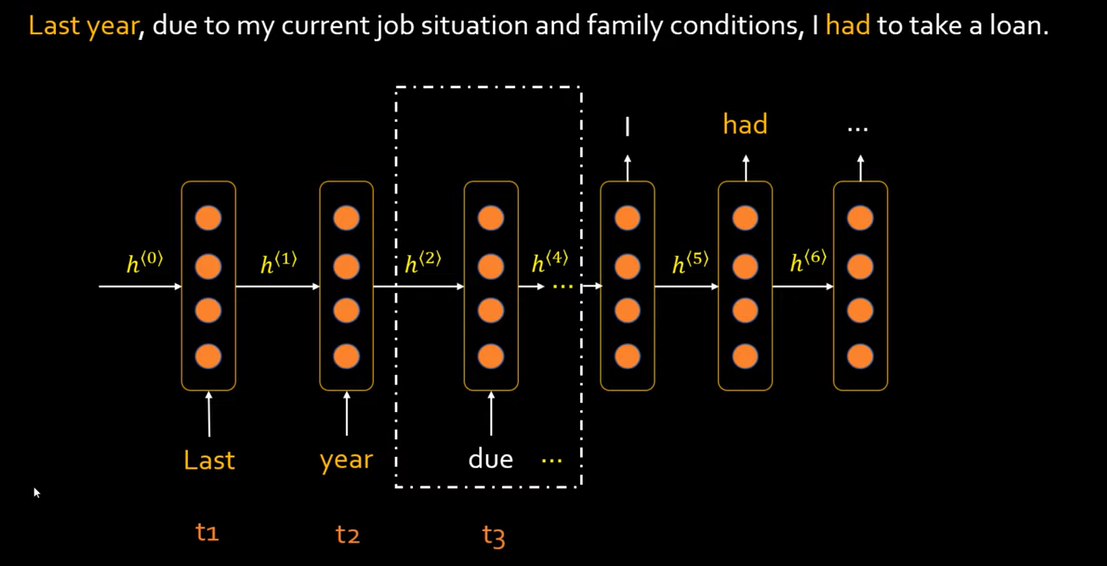 Last year, due to my current job situation and family conditions, I had to take a loan.
I had ...
h⟨0⟩ h⟨1⟩ h⟨2⟩ h⟨4⟩ ... h⟨5⟩ h⟨6⟩
Last year due ...
t1 t2 t3